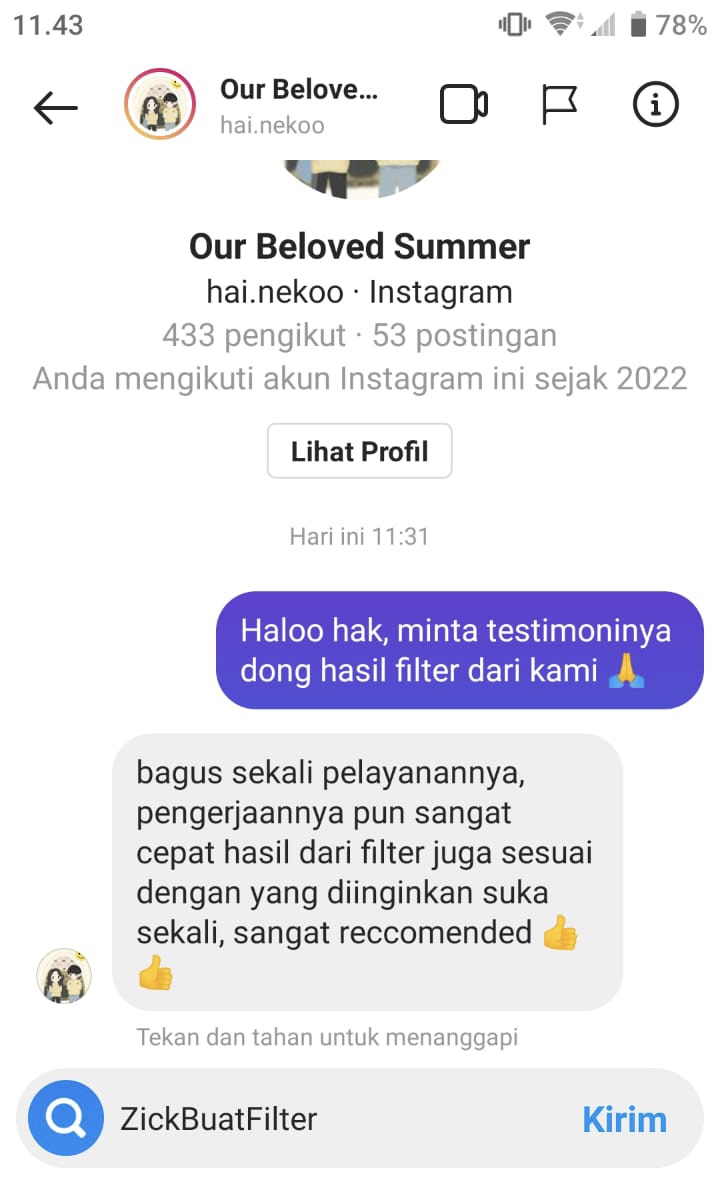 11.43
78%
Our Belove...
hai.nekoo
Our Beloved Summer
hai.nekoo · Instagram
433 pengikut · 53 postingan
Anda mengikuti akun Instagram ini sejak 2022
Lihat Profil
Hari ini 11:31
Haloo hak, minta testimoninya
dong hasil filter dari kami 🙏
bagus sekali pelayanannya,
pengerjaannya pun sangat
cepat hasil dari filter juga sesuai
dengan yang diinginkan suka
sekali, sangat reccomended 👍
👍
Tekan dan tahan untuk menanggapi
ZickBuatFilter
Kirim